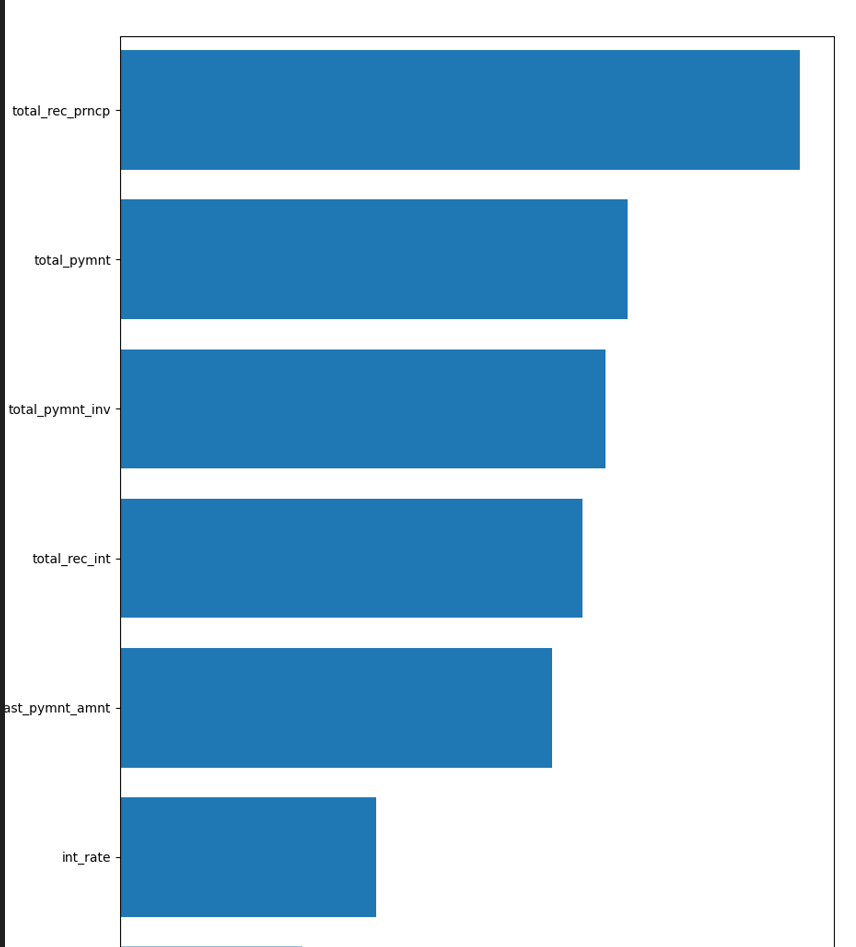 total_rec_prncp
total_pymnt
total_pymnt_inv
total_rec_int
ast_pymnt_amnt
int_rate